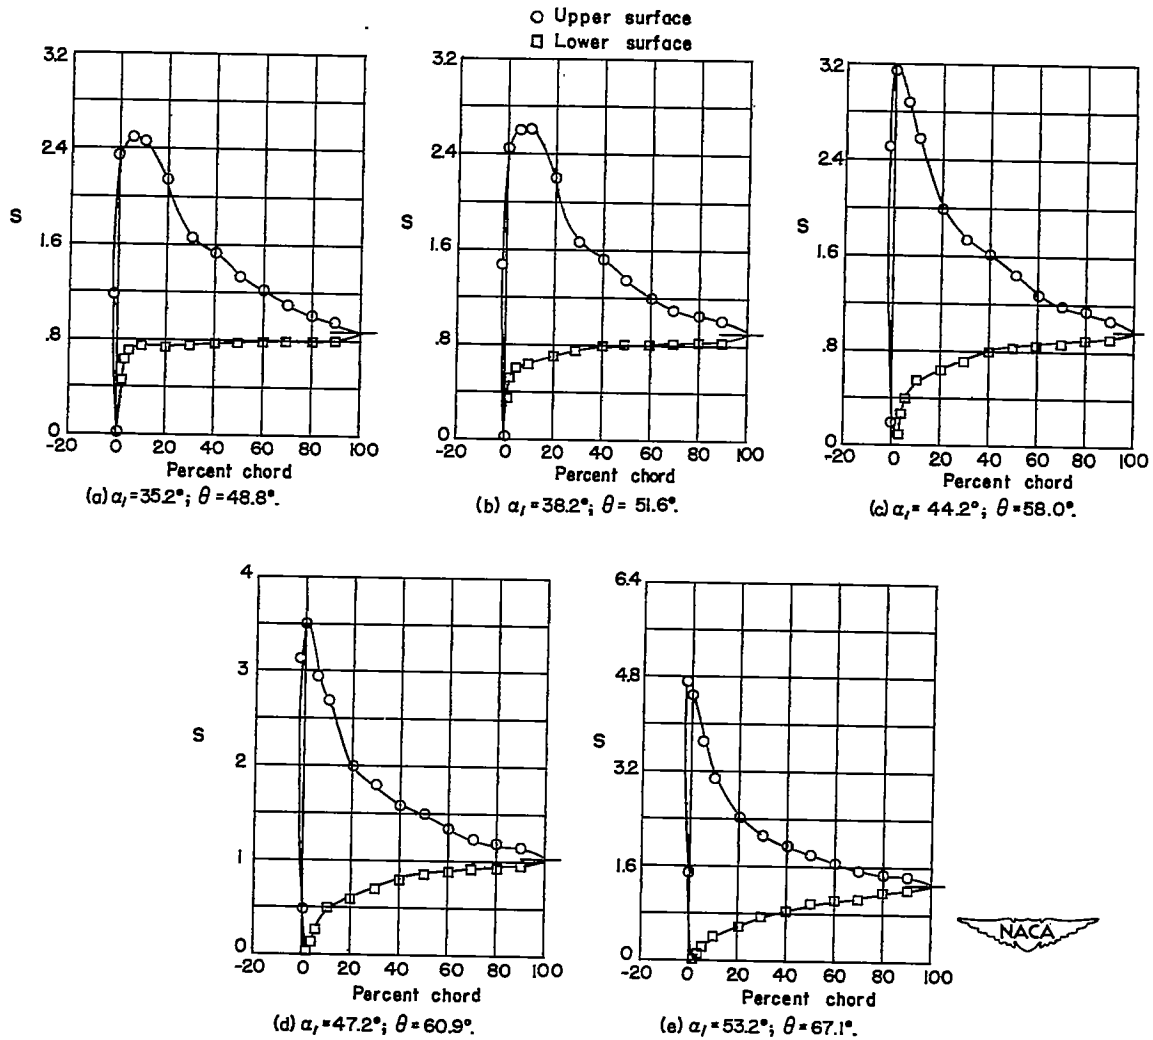 Upper surface
Lower surface
3.2
2.4
S
1.6
.8
0
-20 0 20 40 60 80 100
Percent chord
(a) α₁=35.2°; θ=48.8°.
3.2
2.4
S
1.6
.8
0
-20 0 20 40 60 80 100
Percent chord
(b) α₁=38.2°; θ= 51.6°.
3.2
2.4
S
1.6
.8
0
-20 0 20 40 60 80 100
Percent chord
(c) α₁= 44.2°; θ=58.0°.
4
3
S
2
1
0
-20 0 20 40 60 80 100
Percent chord
(d) α₁=47.2°; θ=60.9°.
6.4
4.8
S
3.2
1.6
0
-20 0 20 40 60 80 100
Percent chord
(e) α₁=53.2°; θ=67.1°.
NACA